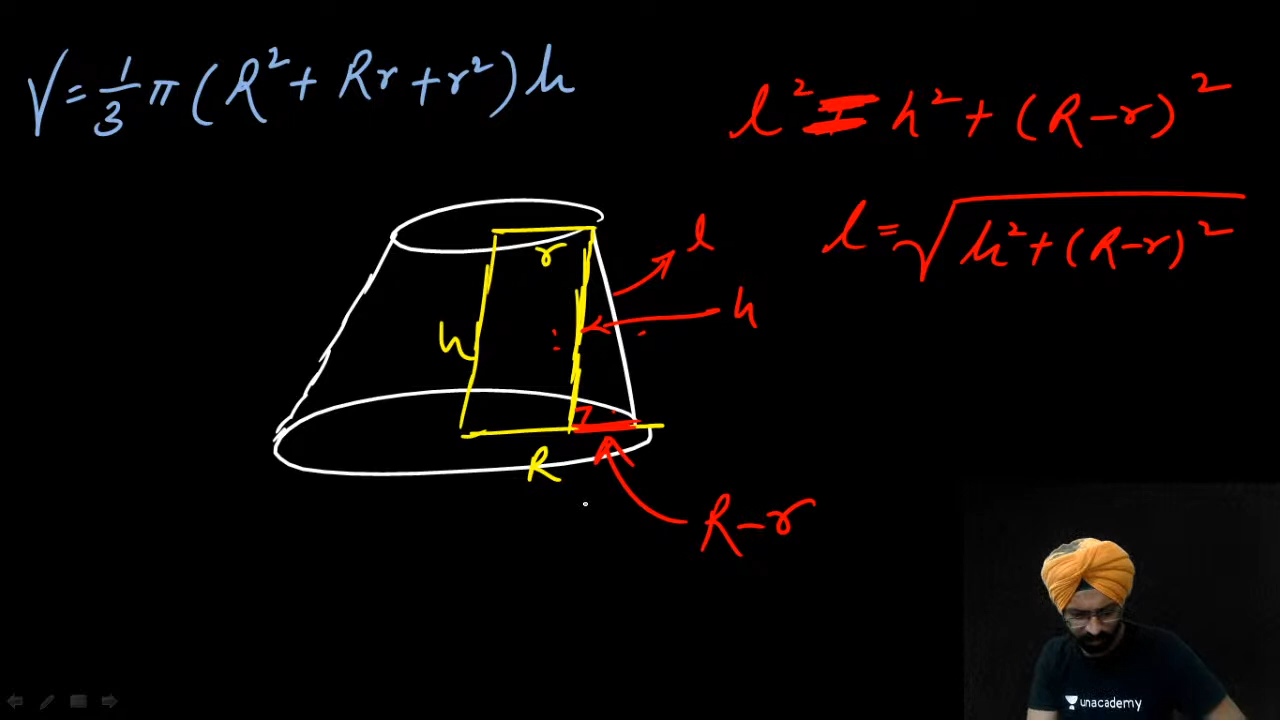 V = 1/3 π (R² + Rr + r²) h
l² = h² + (R-r)²
l = √(h² + (R-r)²)
r
l
h
h
R
R-r
unacademy